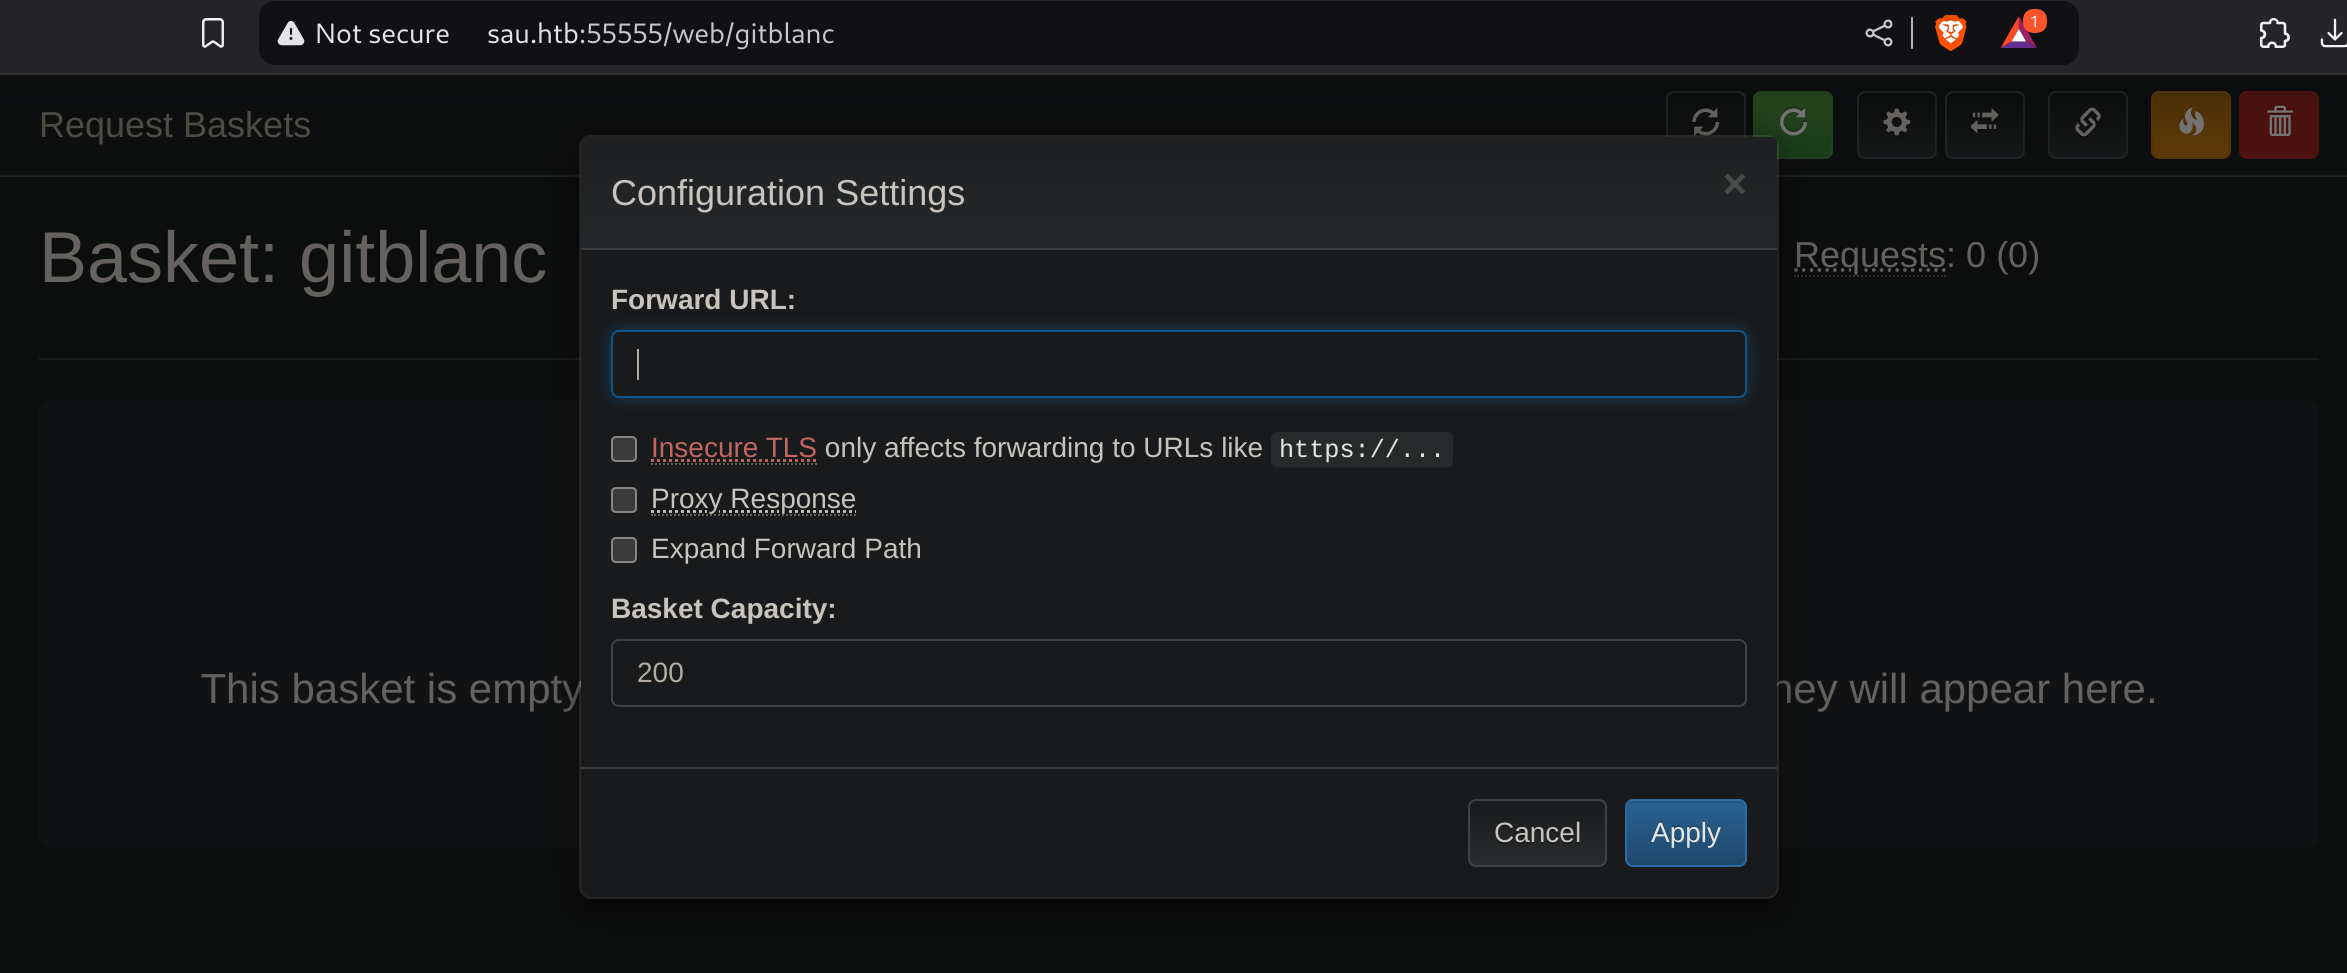 Not secure sau.htb:55555/web/gitblanc
1
Request Baskets
Configuration Settings
×
Basket: gitblanc
Requests: 0 (0)
Forward URL:
Insecure TLS only affects forwarding to URLs like https://...
Proxy Response
Expand Forward Path
Basket Capacity:
200
This basket is empty
hey will appear here.
Cancel
Apply